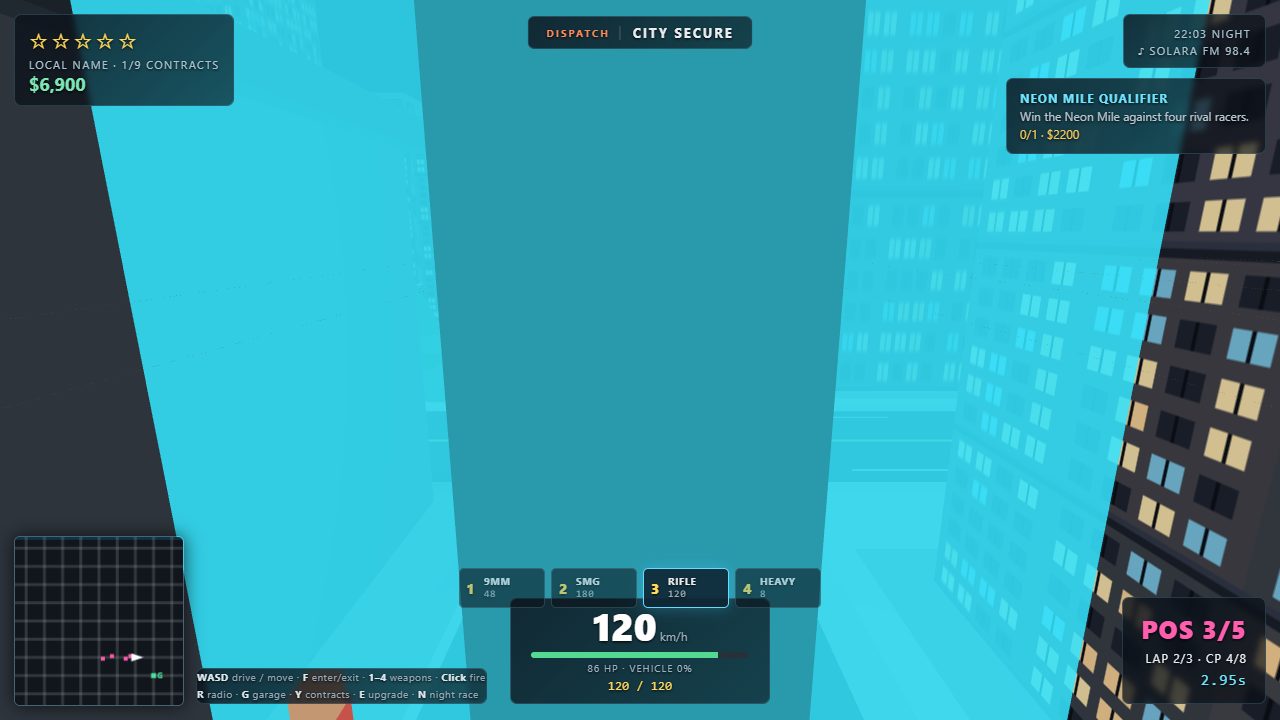 ☆☆☆☆☆
LOCAL NAME · 1/9 CONTRACTS
$6,900
DISPATCH | CITY SECURE
22:03 NIGHT
♪ SOLARA FM 98.4
NEON MILE QUALIFIER
Win the Neon Mile against four rival racers.
0/1 · $2200
1 9MM 48
2 SMG 180
3 RIFLE 120
4 HEAVY 8
120 km/h
86 HP · VEHICLE 0%
120 / 120
G
WASD drive / move · F enter/exit · 1–4 weapons · Click fire
R radio · G garage · Y contracts · E upgrade · N night race
POS 3/5
LAP 2/3 · CP 4/8
2.95s